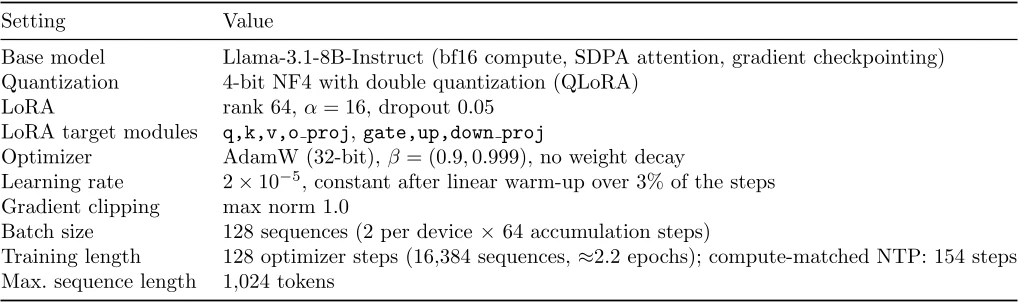 Setting Value
Base model Llama-3.1-8B-Instruct (bf16 compute, SDPA attention, gradient checkpointing)
Quantization 4-bit NF4 with double quantization (QLoRA)
LoRA rank 64, α = 16, dropout 0.05
LoRA target modules q,k,v,o_proj, gate,up,down_proj
Optimizer AdamW (32-bit), β = (0.9, 0.999), no weight decay
Learning rate 2 × 10⁻⁵, constant after linear warm-up over 3% of the steps
Gradient clipping max norm 1.0
Batch size 128 sequences (2 per device × 64 accumulation steps)
Training length 128 optimizer steps (16,384 sequences, ≈2.2 epochs); compute-matched NTP: 154 steps
Max. sequence length 1,024 tokens